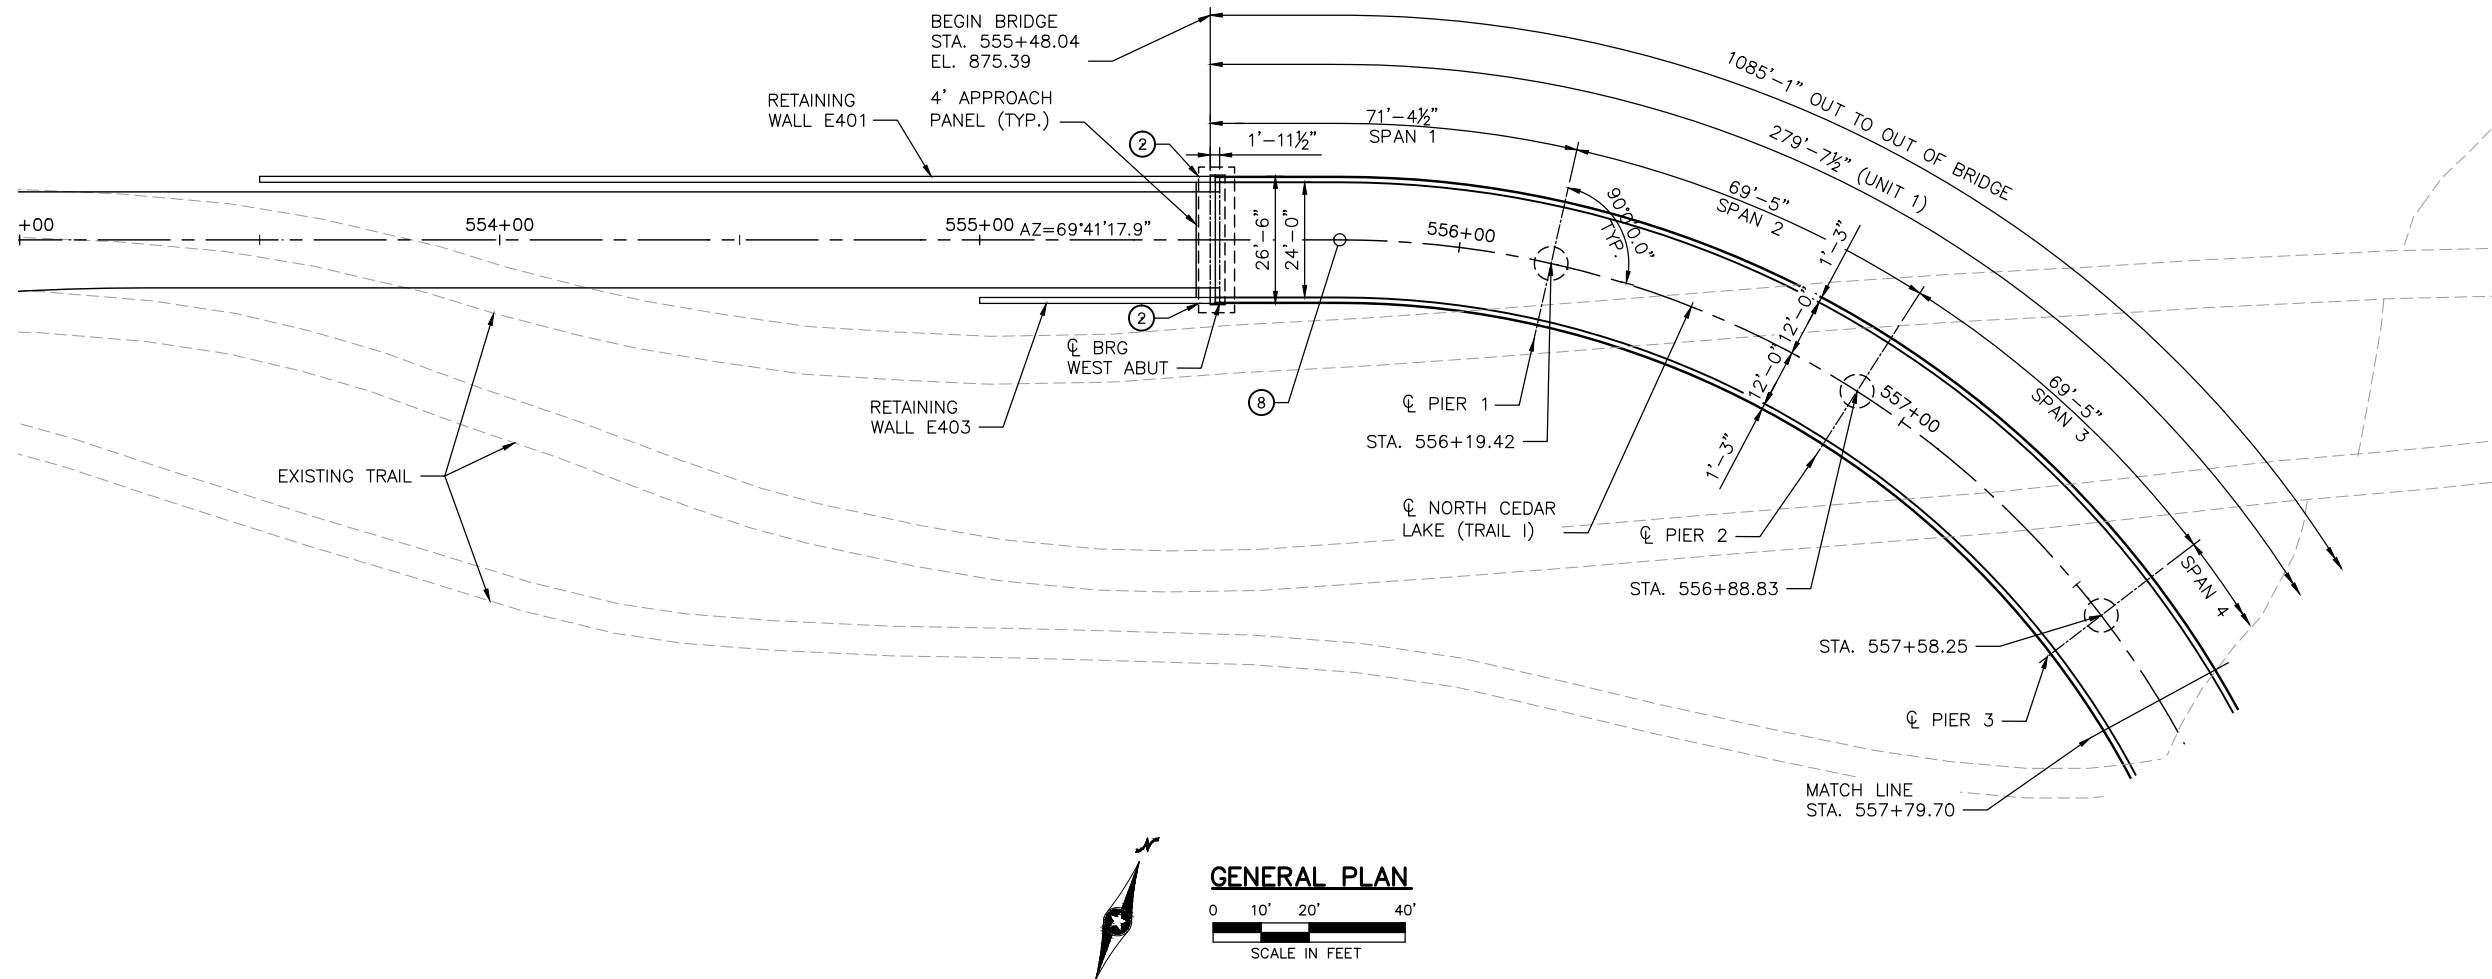 BEGIN BRIDGE
STA. 555+48.04
EL. 875.39
4' APPROACH
PANEL (TYP.)
RETAINING
WALL E401
1085'-1" OUT TO OUT OF BRIDGE
279'-7½" (UNIT 1)
71'-4½"
SPAN 1
1'-11½"
2
69'-5"
SPAN 2
90°0'0.0"
TYP.
1'-3"
+00
554+00
555+00
AZ=69°41'17.9"
26'-6"
24'-0"
556+00
12'-0"
12'-0"
1'-3"
2
℄ BRG
WEST ABUT
8
RETAINING
WALL E403
℄ PIER 1
STA. 556+19.42
557+00
69'-5"
SPAN 3
EXISTING TRAIL
℄ NORTH CEDAR
LAKE (TRAIL I)
℄ PIER 2
STA. 556+88.83
SPAN 4
STA. 557+58.25
℄ PIER 3
MATCH LINE
STA. 557+79.70
N
GENERAL PLAN
0 10' 20' 40'
SCALE IN FEET